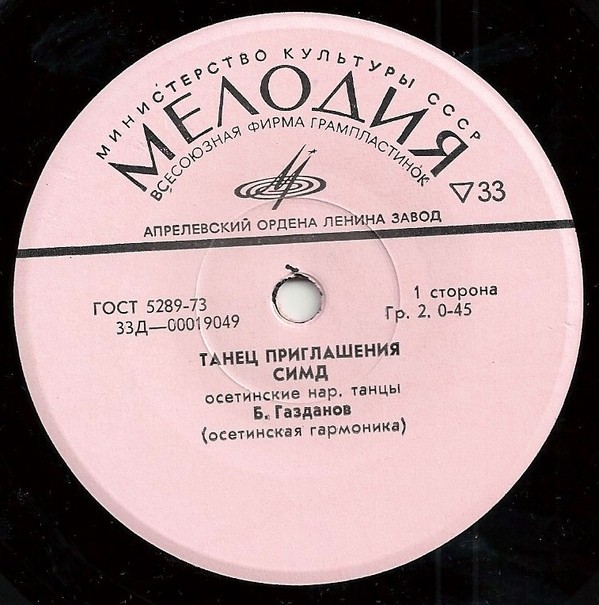 МИНИСТЕРСТВО КУЛЬТУРЫ СССР
МЕЛОДИЯ
ВСЕСОЮЗНАЯ ФИРМА ГРАМПЛАСТИНОК
33
АПРЕЛЕВСКИЙ ОРДЕНА ЛЕНИНА ЗАВОД
ГОСТ 5289-73
33Д—00019049
1 сторона
Гр. 2. 0-45
ТАНЕЦ ПРИГЛАШЕНИЯ
СИМД
осетинские нар. танцы
Б. Газданов
(осетинская гармоника)